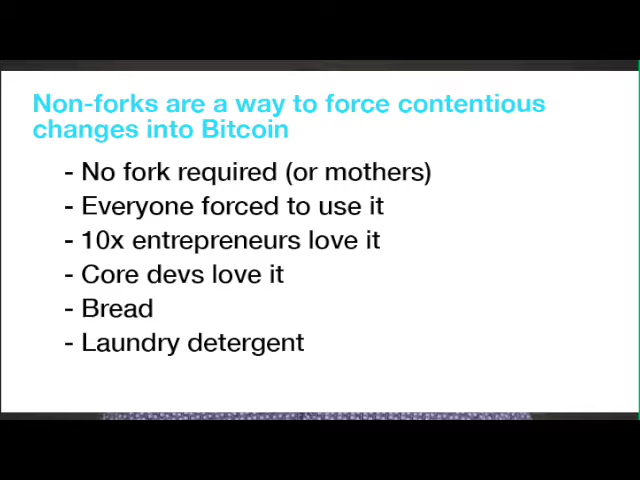 Non-forks are a way to force contentious
changes into Bitcoin
- No fork required (or mothers)
- Everyone forced to use it
- 10x entrepreneurs love it
- Core devs love it
- Bread
- Laundry detergent